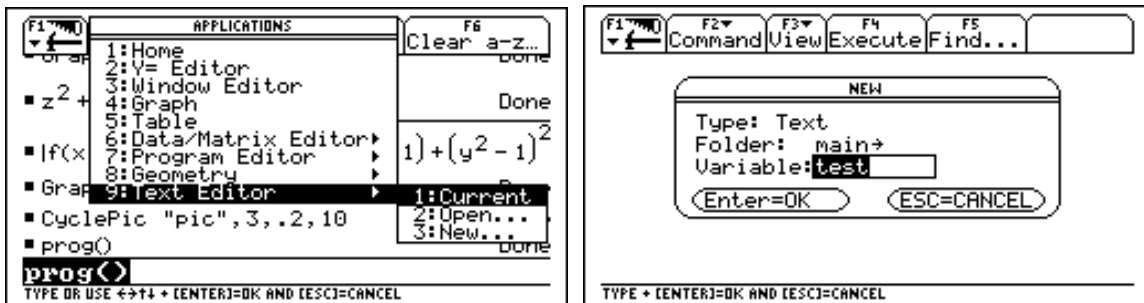 F1
APPLICATIONS
F6
Clear a-z…
1:Home
2:Y= Editor
3:Window Editor
4:Graph
5:Table
6:Data/Matrix Editor▶
7:Program Editor ▶
8:Geometry ▶
9:Text Editor ▶
1:Current
2:Open...
3:New...
Done
■z² +
Done
■|f(x
1)+(y² - 1)²
■Grap
■CyclePic "pic",3,.2,10
■prog()
Done
prog()
TYPE OR USE ←→↑↓ + [ENTER]=OK AND [ESC]=CANCEL
F1
F2▼
Command
F3▼
View
F4
Execute
F5
Find...
NEW
Type: Text
Folder: main→
Variable:test
Enter=OK
ESC=CANCEL
TYPE + [ENTER]=OK AND [ESC]=CANCEL